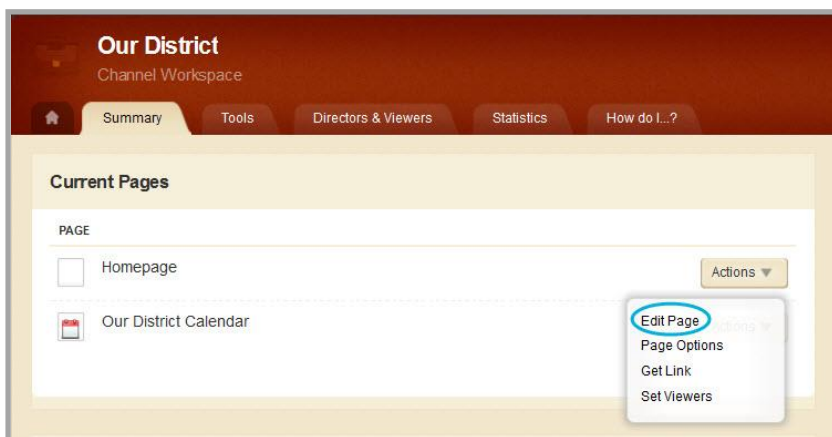 Our District
Channel Workspace
Summary Tools Directors & Viewers Statistics How do I...?
Current Pages
PAGE
Homepage Actions
Our District Calendar
Edit Page
Page Options
Get Link
Set Viewers